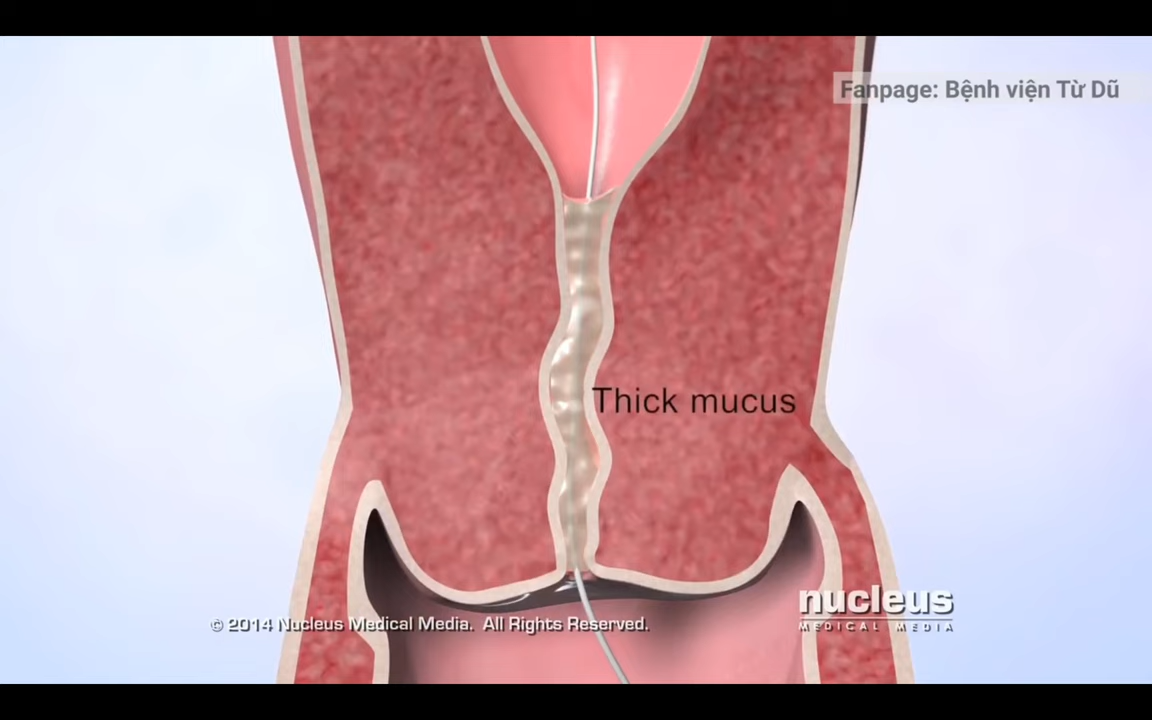 Fanpage: Bệnh viện Từ Dũ
Thick mucus
nucleus
MEDICAL MEDIA
© 2014 Nucleus Medical Media. All Rights Reserved.